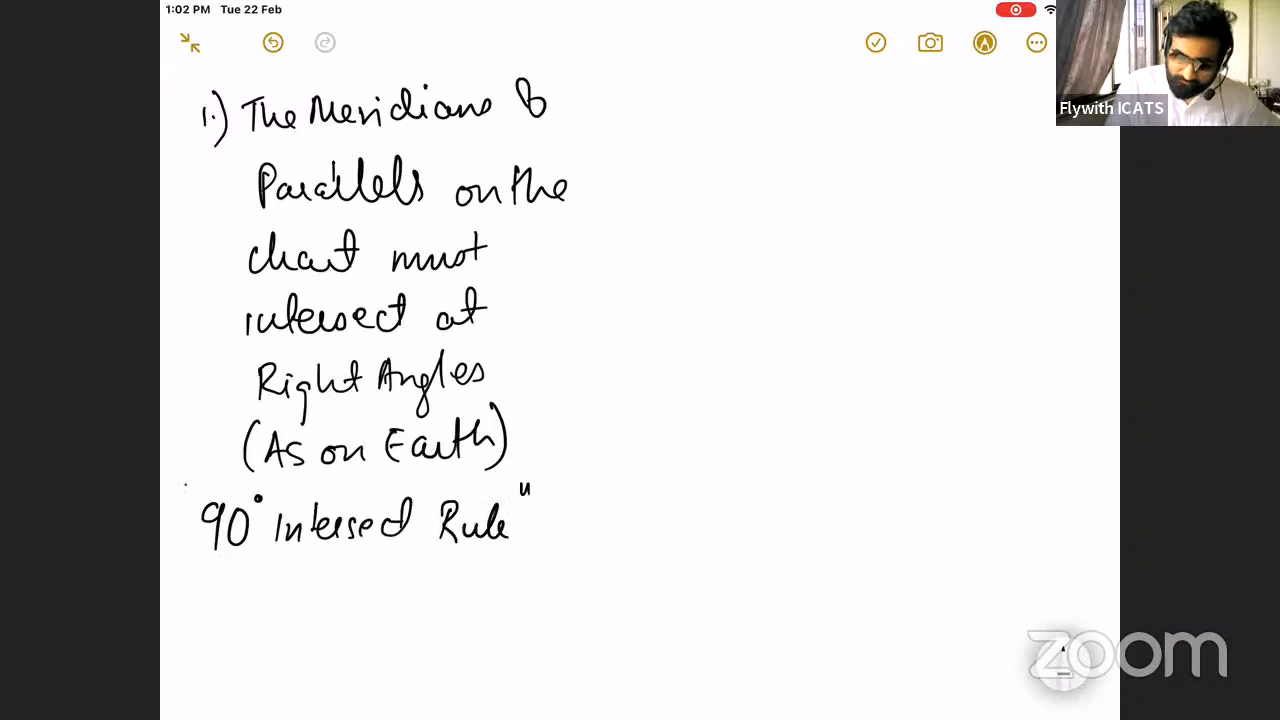 1:02 PM Tue 22 Feb
Flywith ICATS
1.) The Meridians &
Parallels on the
chart must
intersect at
Right Angles
(As on Earth)
90° Intersect Rule"
zoom